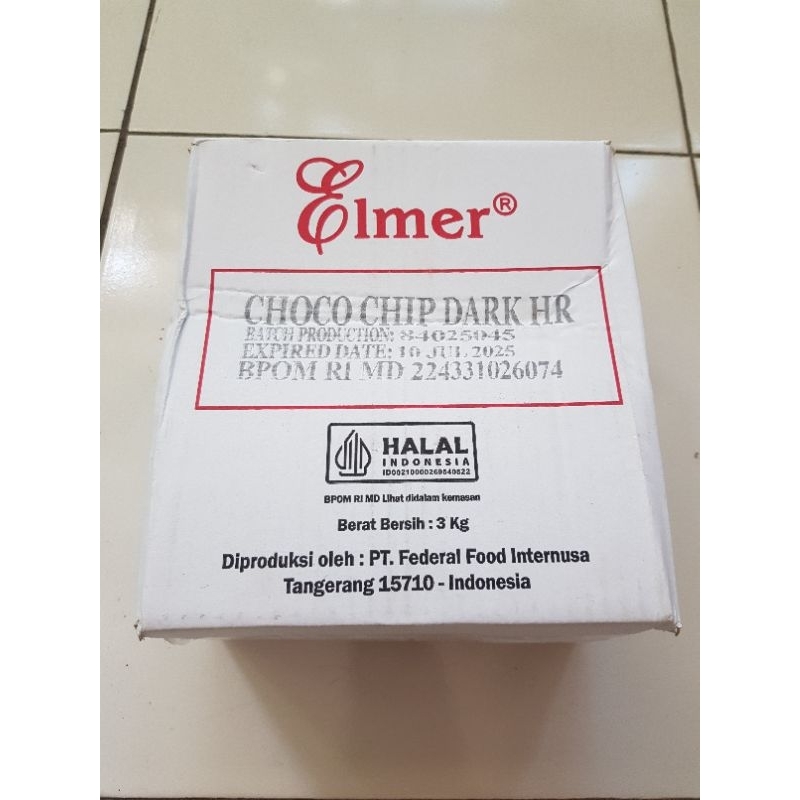 Elmer®
CHOCO CHIP DARK HR
BATCH PRODUCTION: 84025045
EXPIRED DATE: 10 JUL 2025
BPOM RI MD 224331026074
HALAL
INDONESIA
BPOM RI MD Lihat didalam kemasan
Berat Bersih : 3 Kg
Diproduksi oleh : PT. Federal Food Internusa
Tangerang 15710 - Indonesia